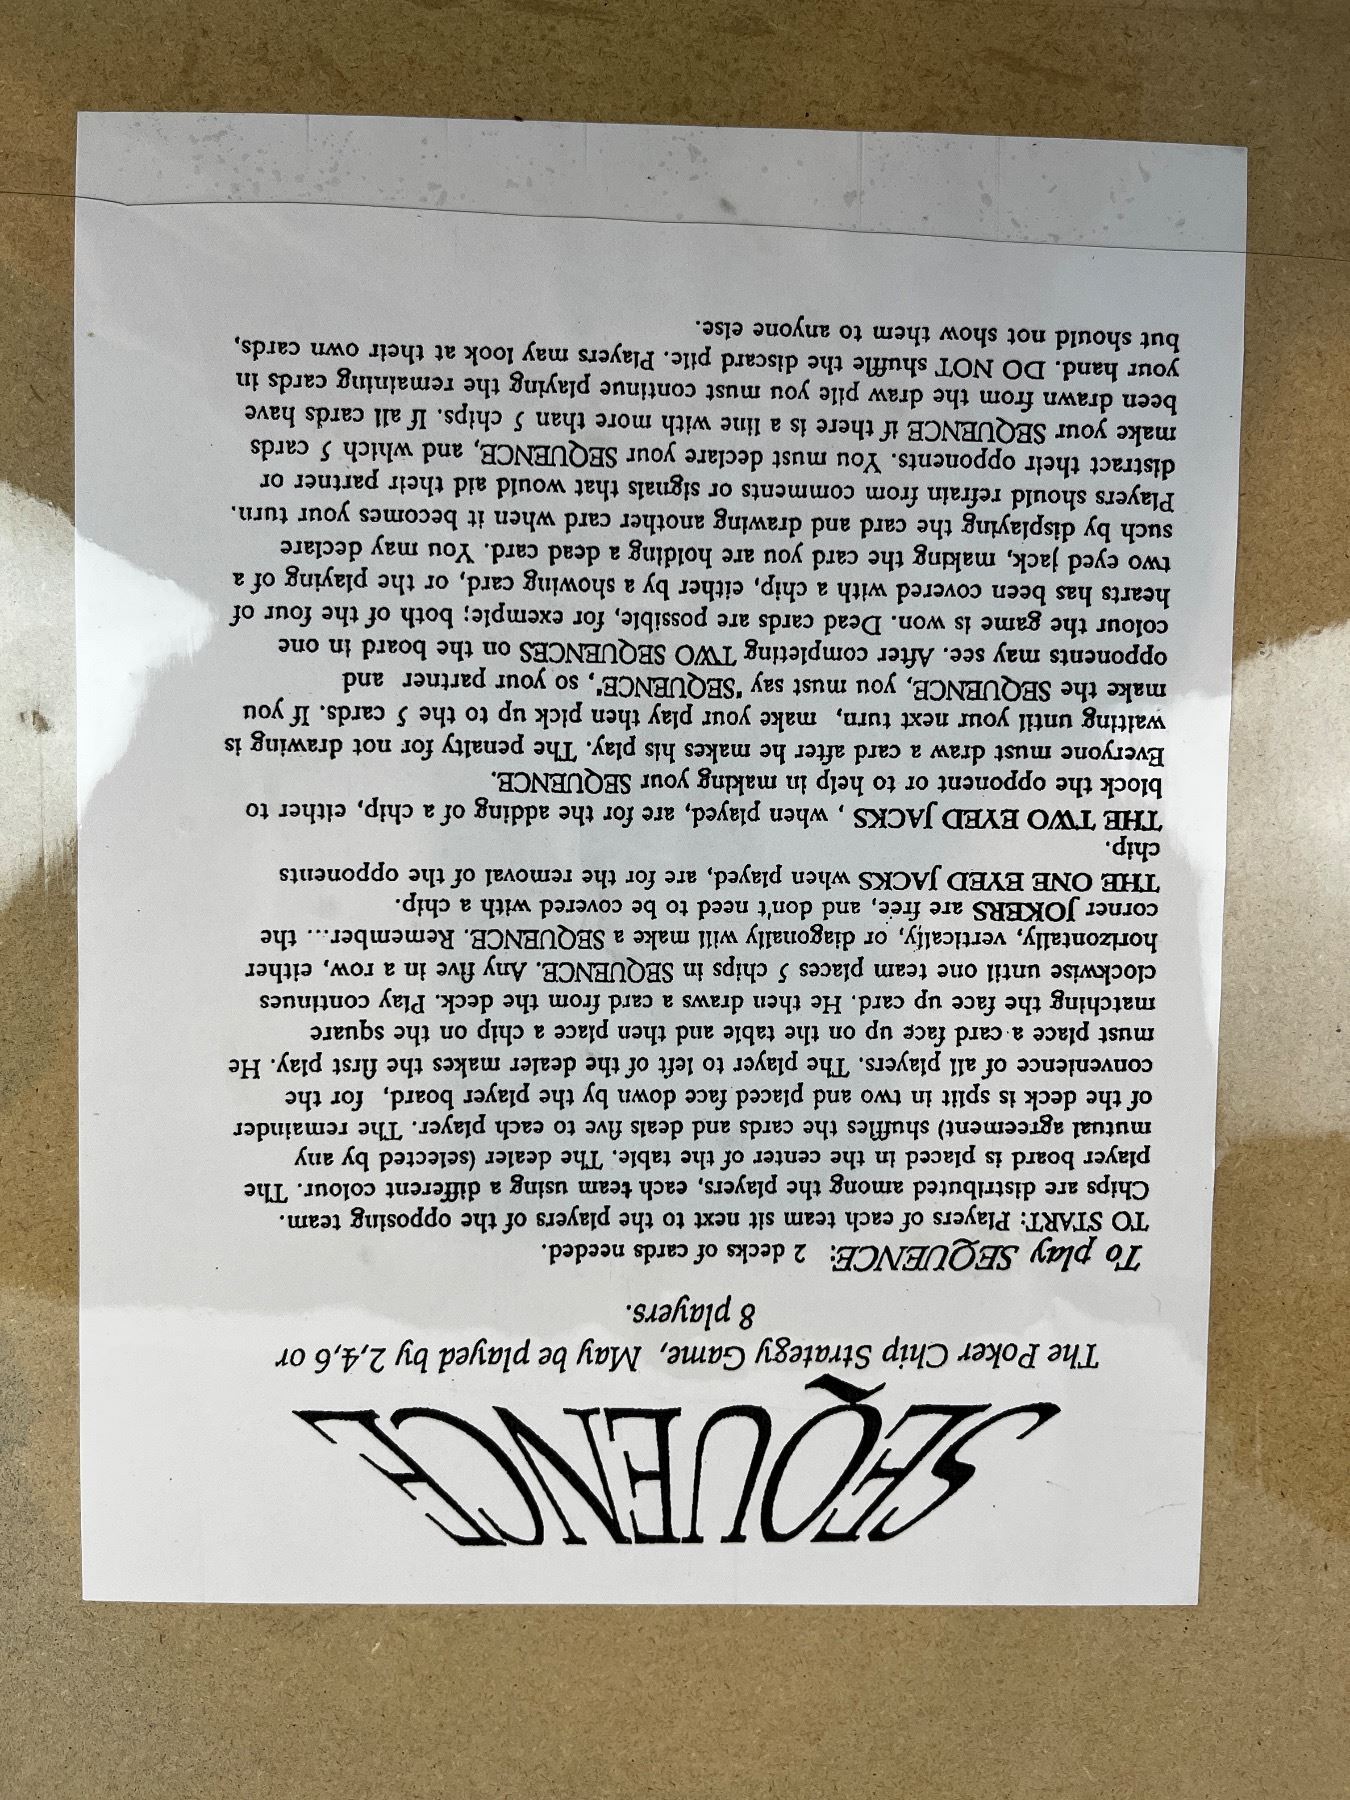 SEQUENCE
The Poker Chip Strategy Game, May be played by 2,4,6 or
8 players.
To play SEQUENCE: 2 decks of cards needed.
TO START: Players of each team sit next to the players of the opposing team.
Chips are distributed among the players, each team using a different colour. The
player board is placed in the center of the table. The dealer (selected by any
mutual agreement) shuffles the cards and deals five to each player. The remainder
of the deck is split in two and placed face down by the player board, for the
convenience of all players. The player to left of the dealer makes the first play. He
must place a card face up on the table and then place a chip on the square
matching the face up card. He then draws a card from the deck. Play continues
clockwise until one team places 5 chips in SEQUENCE. Any five in a row, either
horizontally, vertically, or diagonally will make a SEQUENCE. Remember... the
corner JOKERS are free, and don't need to be covered with a chip.
THE ONE EYED JACKS when played, are for the removal of the opponents
chip.
THE TWO EYED JACKS , when played, are for the adding of a chip, either to
block the opponent or to help in making your SEQUENCE.
Everyone must draw a card after he makes his play. The penalty for not drawing is
waiting until your next turn, make your play then pick up to the 5 cards. If you
make the SEQUENCE, you must say "SEQUENCE", so your partner and
opponents may see. After completing TWO SEQUENCES on the board in one
colour the game is won. Dead cards are possible, for exemple; both of the four of
hearts has been covered with a chip, either by a showing card, or the playing of a
two eyed jack, making the card you are holding a dead card. You may declare
such by displaying the card and drawing another card when it becomes your turn.
Players should refrain from comments or signals that would aid their partner or
distract their opponents. You must declare your SEQUENCE, and which 5 cards
make your SEQUENCE if there is a line with more than 5 chips. If all cards have
been drawn from the draw pile you must continue playing the remaining cards in
your hand. DO NOT shuffle the discard pile. Players may look at their own cards,
but should not show them to anyone else.